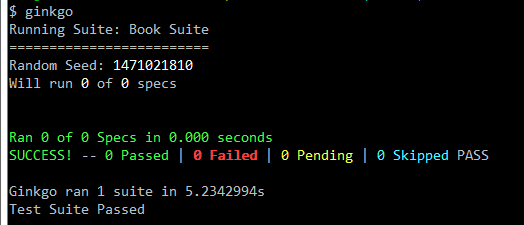 $ ginkgo
Running Suite: Book Suite
=========================
Random Seed: 1471021810
Will run 0 of 0 specs
Ran 0 of 0 Specs in 0.000 seconds
SUCCESS! -- 0 Passed | 0 Failed | 0 Pending | 0 Skipped PASS
Ginkgo ran 1 suite in 5.2342994s
Test Suite Passed